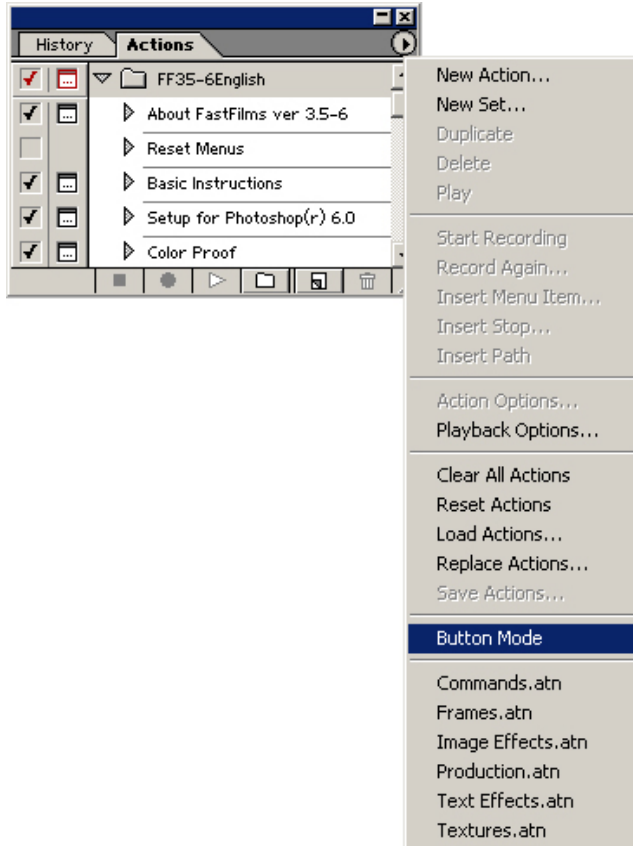 History
Actions
FF35-6English
About FastFilms ver 3.5-6
Reset Menus
Basic Instructions
Setup for Photoshop(r) 6.0
Color Proof
New Action...
New Set...
Duplicate
Delete
Play
Start Recording
Record Again...
Insert Menu Item...
Insert Stop...
Insert Path
Action Options...
Playback Options...
Clear All Actions
Reset Actions
Load Actions...
Replace Actions...
Save Actions...
Button Mode
Commands.atn
Frames.atn
Image Effects.atn
Production.atn
Text Effects.atn
Textures.atn